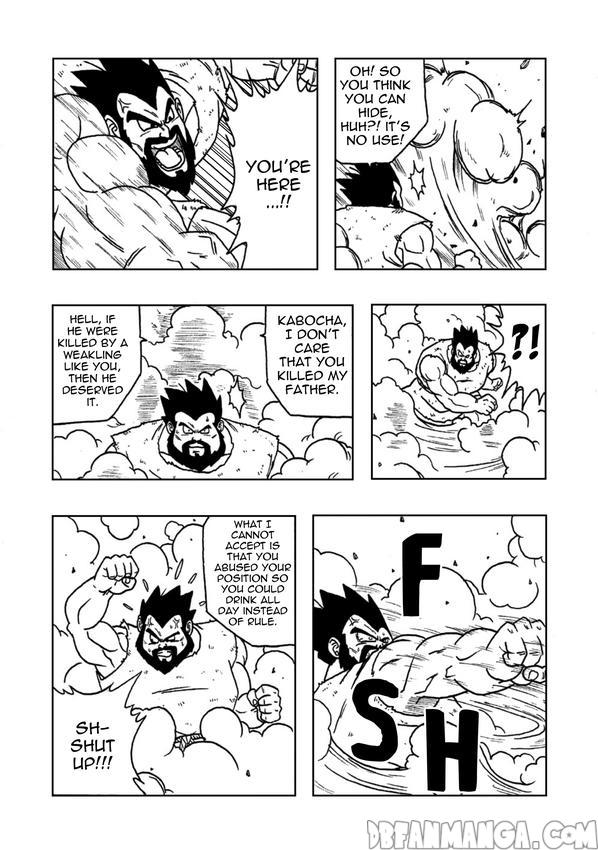 OH! SO
YOU THINK
YOU CAN
HIDE,
HUH?! IT'S
NO USE!
YOU'RE
HERE
...!!
?!
KABOCHA,
I DON'T
CARE
THAT YOU
KILLED MY
FATHER.
HELL, IF
HE WERE
KILLED BY A
WEAKLING
LIKE YOU,
THEN HE
DESERVED
IT.
F
S
H
WHAT I
CANNOT
ACCEPT
IS THAT
YOU
ABUSED
YOUR
POSITION SO
YOU COULD
DRINK ALL
DAY INSTEAD
OF RULE.
SH-
SHUT
UP!!!
DBFANMANGA.COM